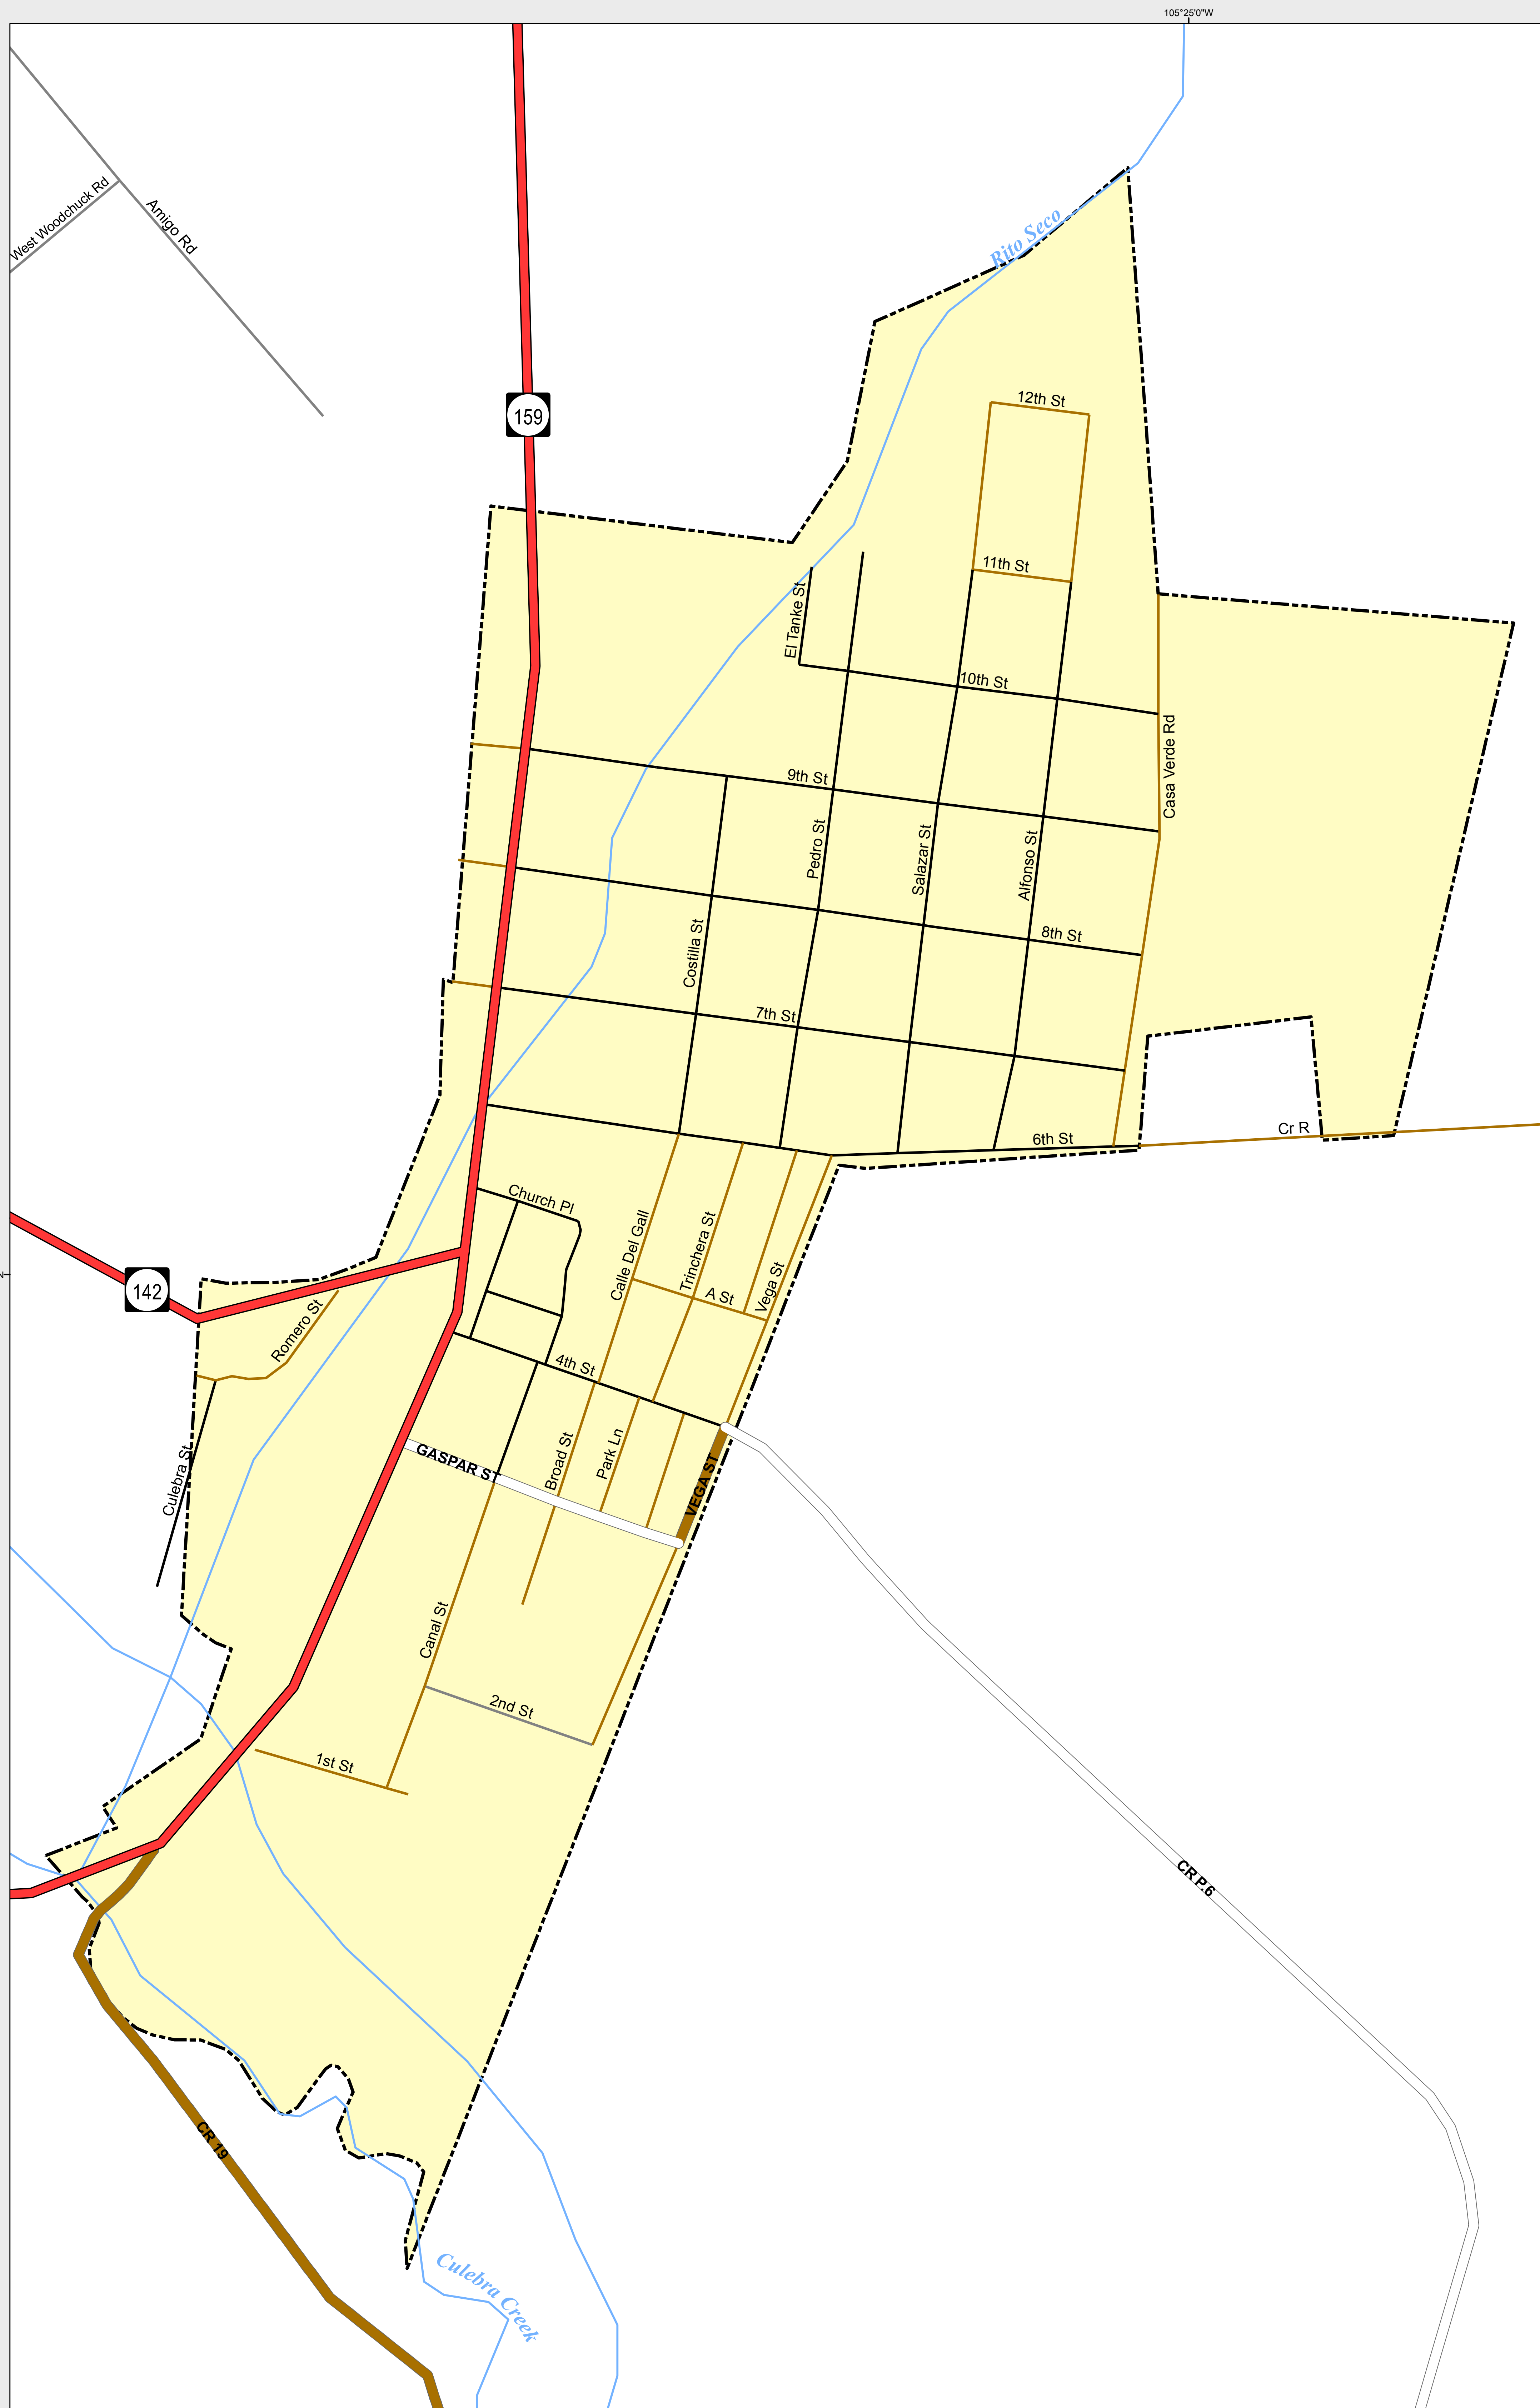 105°25'0"W
West Woodchuck Rd
Amigo Rd
Rito Seco
159
12th St
11th St
El Tanke St
10th St
Casa Verde Rd
9th St
Pedro St
Salazar St
Alfonso St
8th St
Costilla St
7th St
6th St
Cr R
Church Pl
Calle Del Gall
Trinchera St
Vega St
A St
142
Romero St
4th St
Culebra St
GASPAR ST
Broad St
Park Ln
VEGA ST
Canal St
2nd St
1st St
CR P.6
CR 19
Culebra Creek